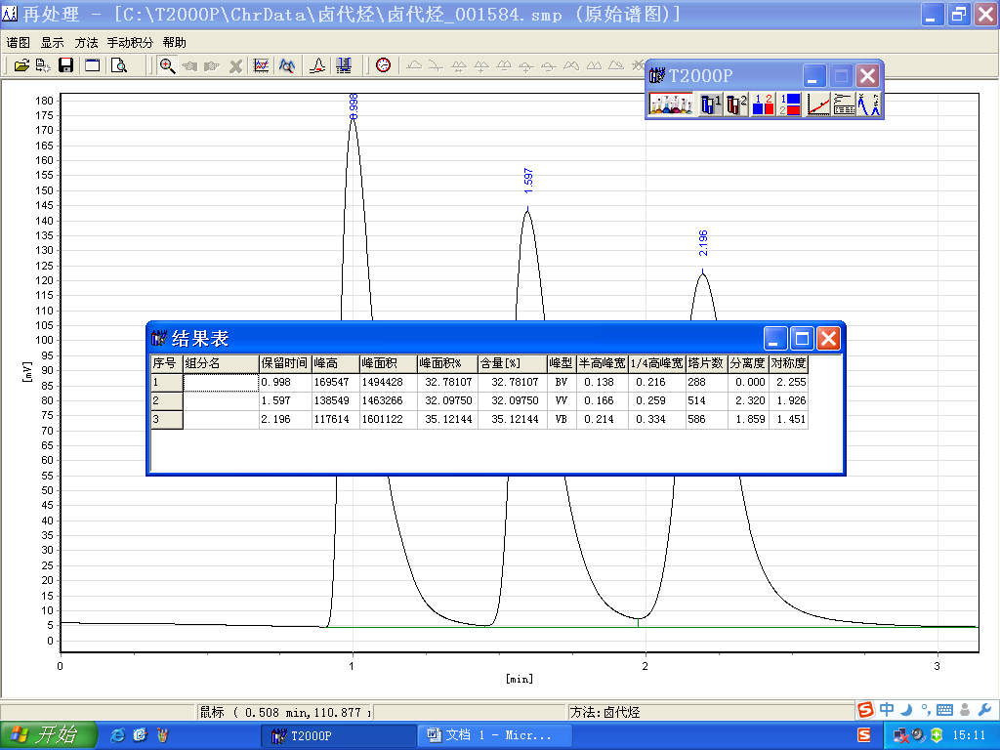 再处理 - [C:\T2000P\ChrData\卤代烃\卤代烃_001584.smp (原始谱图)]
谱图 显示 方法 手动积分 帮助
T2000P
180
175
170
165
160
155
150
145
140
135
130
125
120
115
110
105
100
95
90
85
80
75
70
65
60
55
50
45
40
35
30
25
20
15
10
5
0
[mV]
0.998
1.597
2.196
结果表
序号 组分名 保留时间 峰高 峰面积 峰面积% 含量[%] 峰型 半高峰宽 1/4高峰宽 塔片数 分离度 对称度
1 0.998 169547 1494428 32.78107 32.78107 BV 0.138 0.216 288 0.000 2.255
2 1.597 138549 1463266 32.09750 32.09750 VV 0.166 0.259 514 2.320 1.926
3 2.196 117614 1601122 35.12144 35.12144 VB 0.214 0.334 586 1.859 1.451
0 1 2 3
[min]
鼠标 ( 0.508 min,110.877 方法:卤代烃
中
开始 T2000P 文档 1 - Micr... 15:11